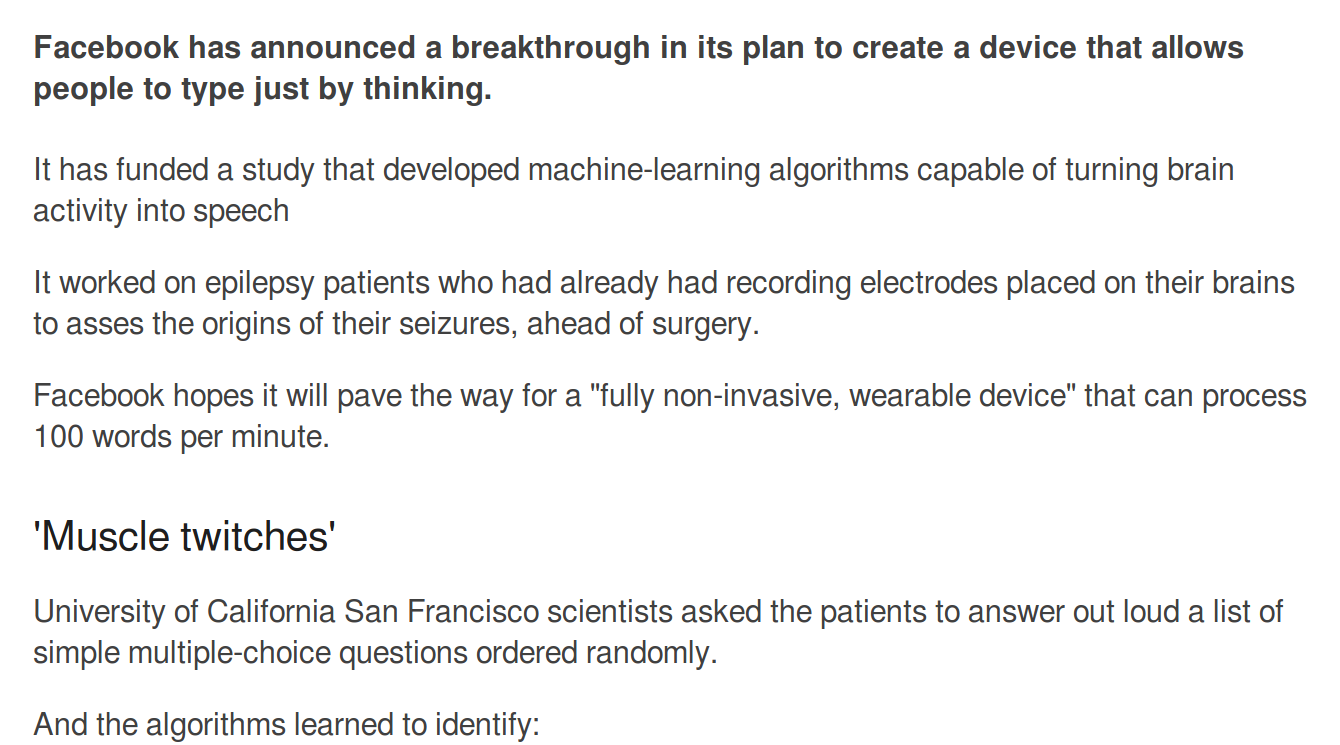 Facebook has announced a breakthrough in its plan to create a device that allows
people to type just by thinking.
It has funded a study that developed machine-learning algorithms capable of turning brain
activity into speech
It worked on epilepsy patients who had already had recording electrodes placed on their brains
to asses the origins of their seizures, ahead of surgery.
Facebook hopes it will pave the way for a "fully non-invasive, wearable device" that can process
100 words per minute.
'Muscle twitches'
University of California San Francisco scientists asked the patients to answer out loud a list of
simple multiple-choice questions ordered randomly.
And the algorithms learned to identify: